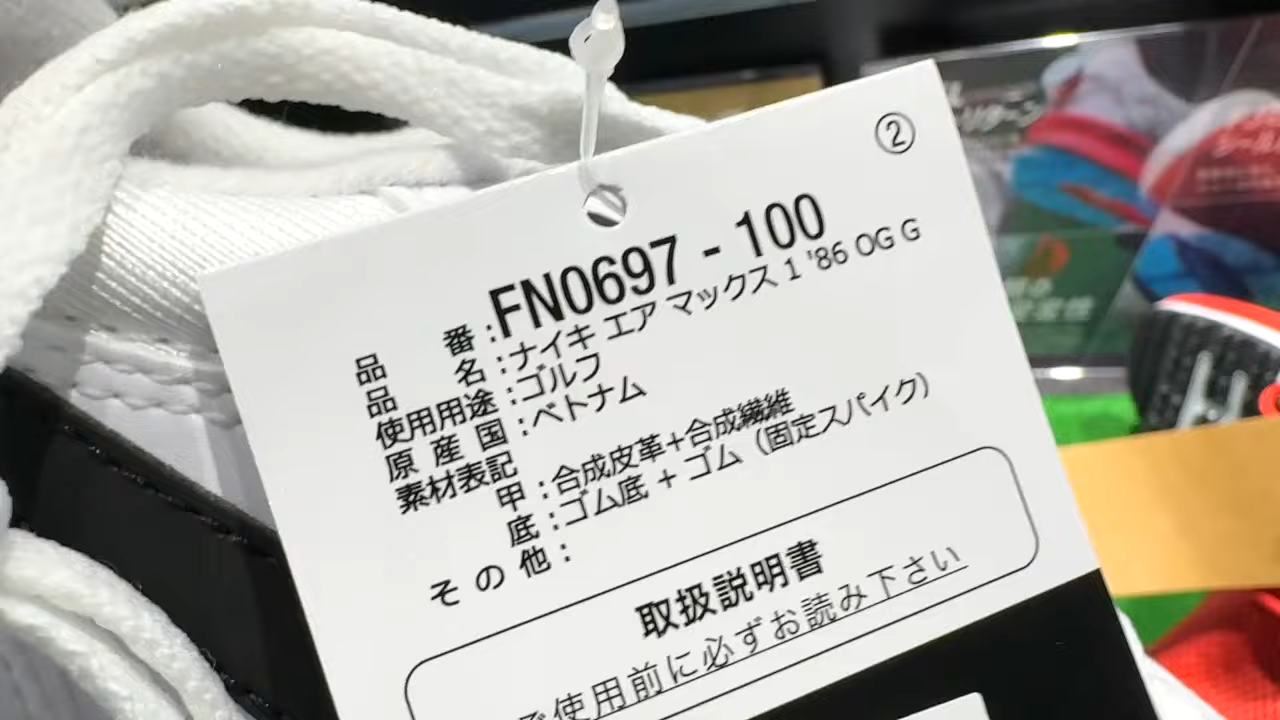 ②
品番:FN0697-100
品名:ナイキ エア マックス 1 '86 OG G
使用用途:ゴルフ
原産国:ベトナム
素材表記
甲:合成皮革+合成繊維
底:ゴム底 + ゴム (固定スパイク)
その他:
取扱説明書
ご使用前に必ずお読み下さい